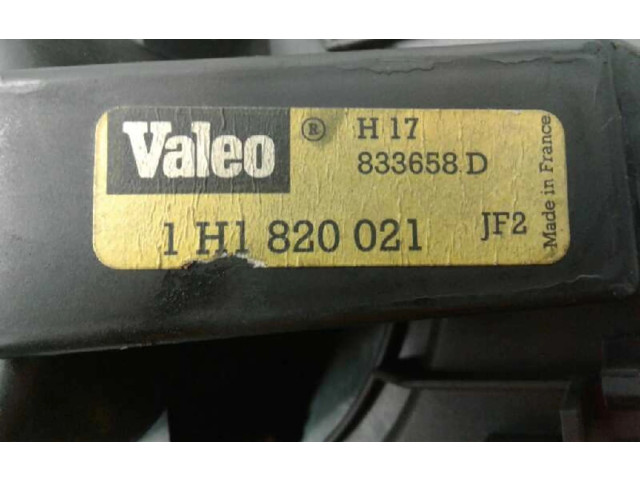 Valeo ® H 17
833658 D
1 H1 820 021 JF2
Made in France